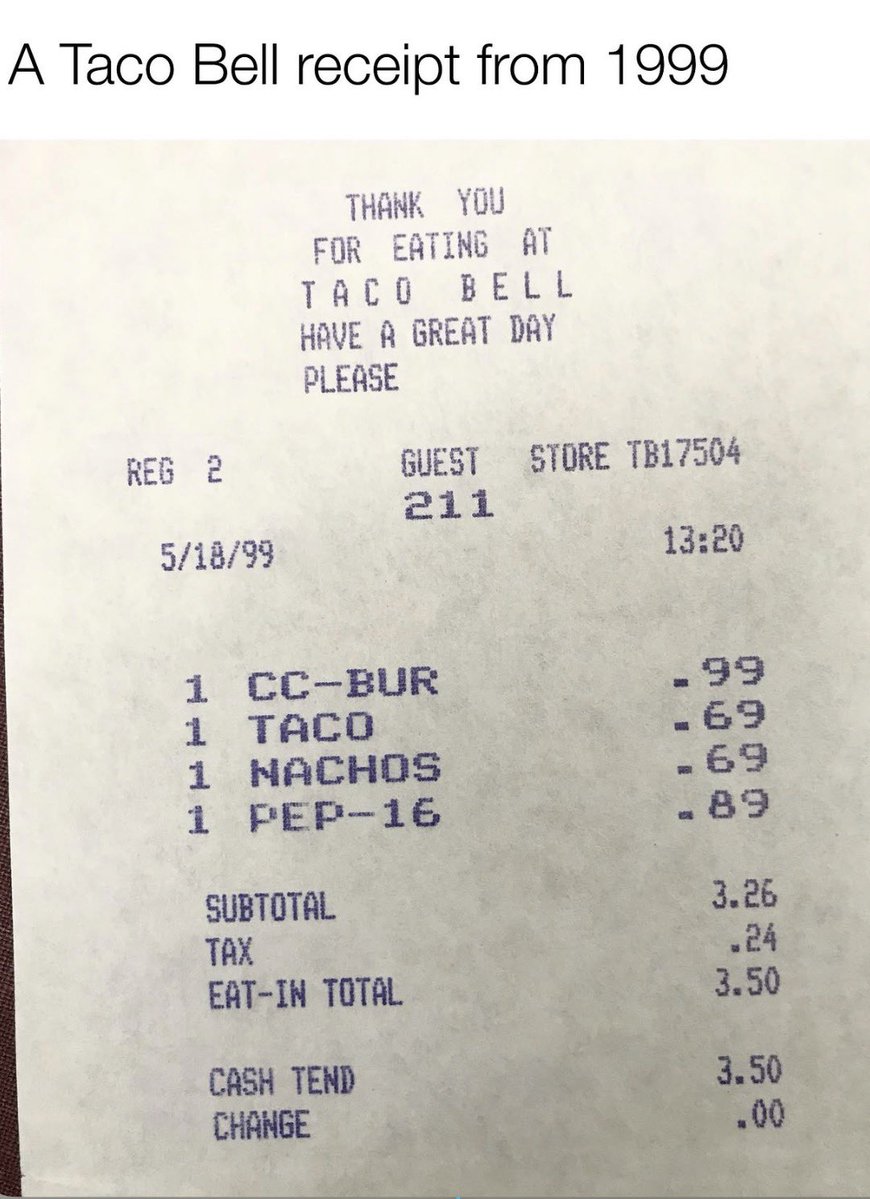 A Taco Bell receipt from 1999
THANK YOU
FOR EATING AT
T A C O  B E L L
HAVE A GREAT DAY
PLEASE
REG 2 GUEST STORE TB17504
211
5/18/99 13:20
1 CC-BUR .99
1 TACO .69
1 NACHOS .69
1 PEP-16 .89
SUBTOTAL 3.26
TAX .24
EAT-IN TOTAL 3.50
CASH TEND 3.50
CHANGE .00